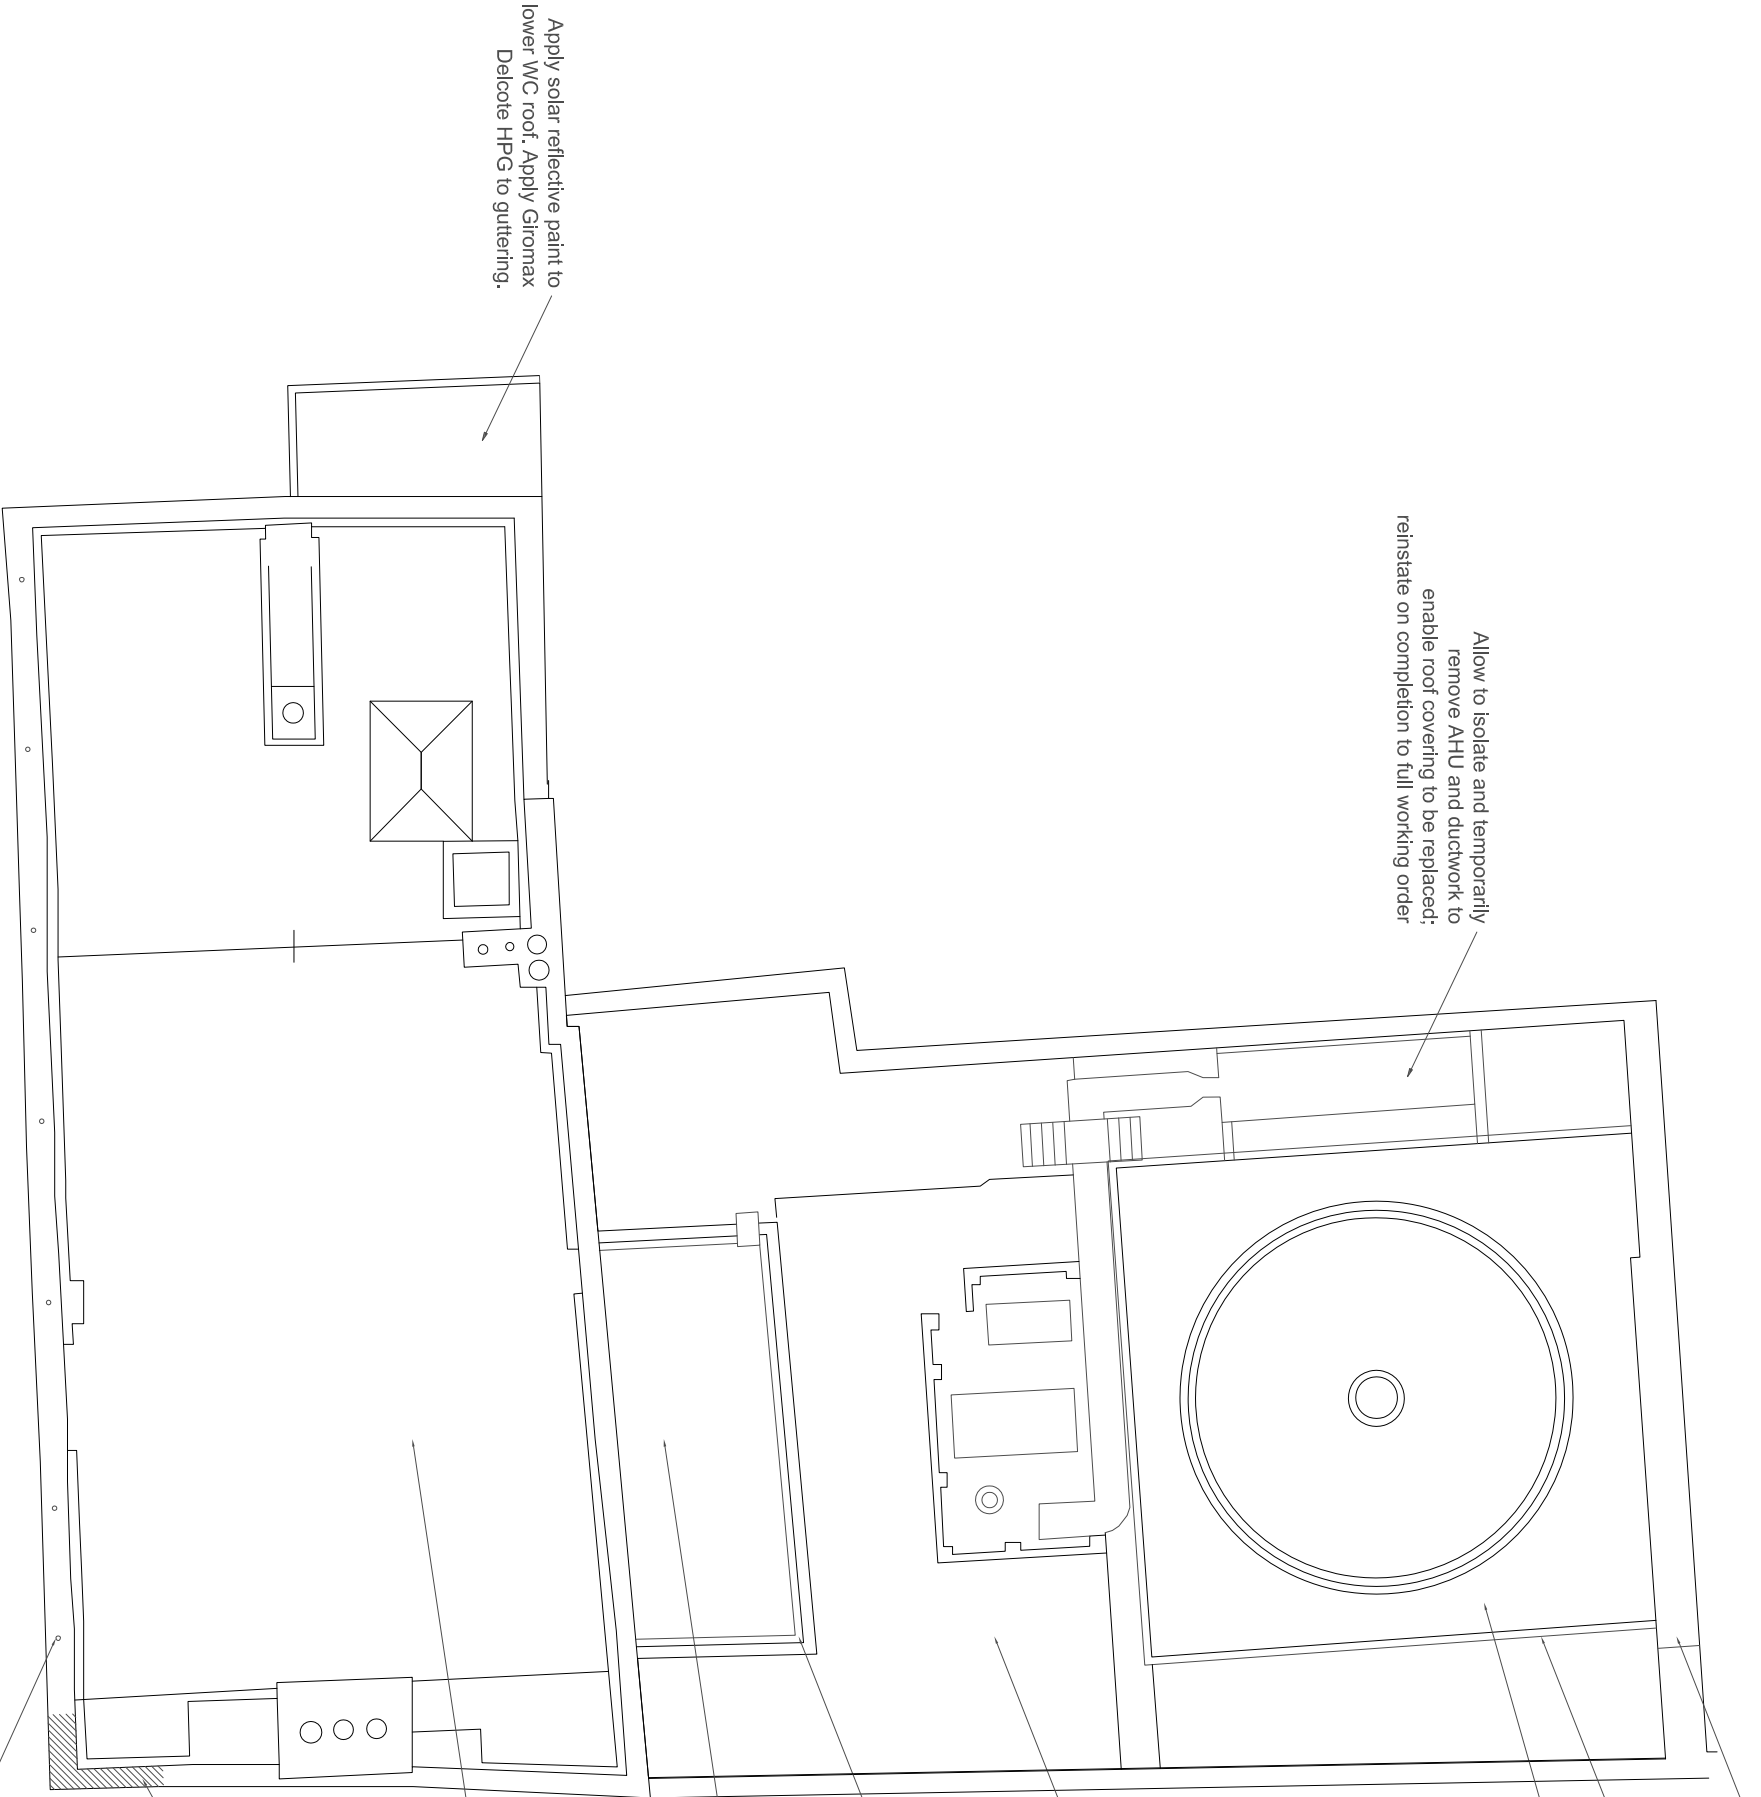 Apply solar reflective paint to
lower WC roof. Apply Giromax
Delcote HPG to guttering.
Allow to isolate and temporarily
remove AHU and ductwork to
enable roof covering to be replaced;
reinstate on completion to full working order